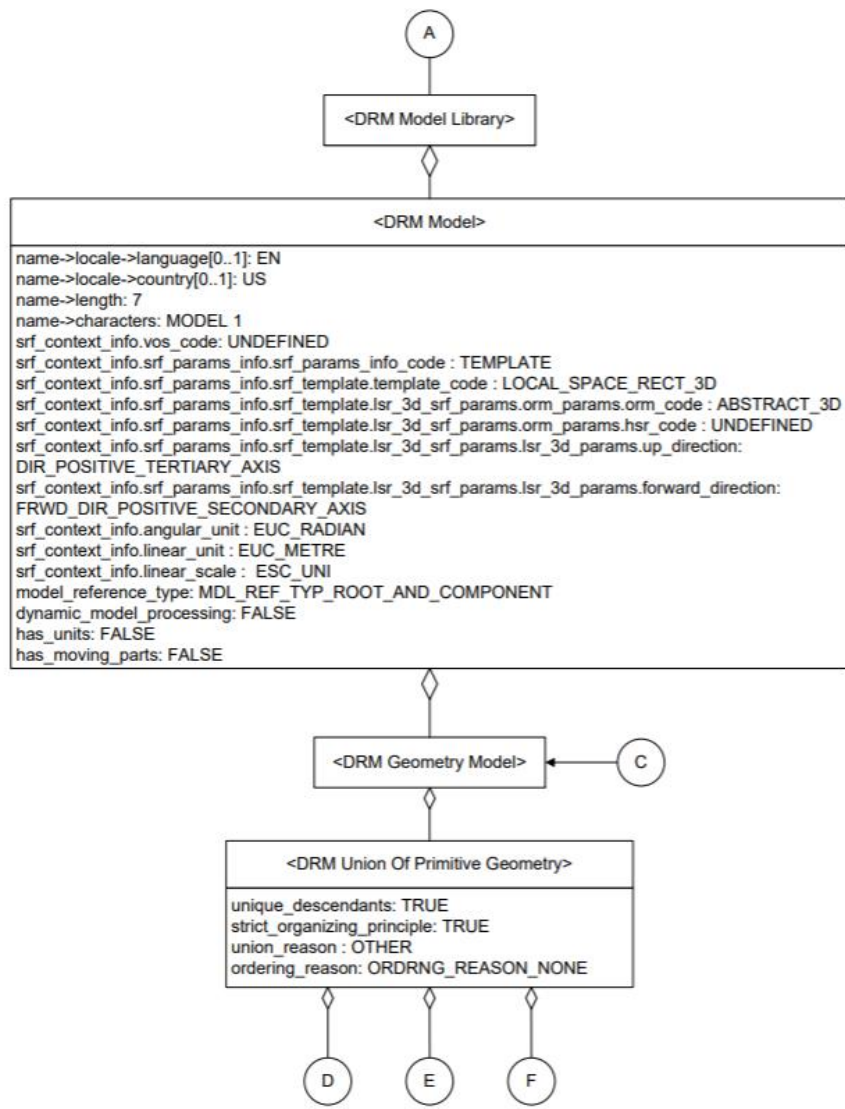 A
<DRM Model Library>
<DRM Model>
name->locale->language[0..1]: EN
name->locale->country[0..1]: US
name->length: 7
name->characters: MODEL 1
srf_context_info.vos_code: UNDEFINED
srf_context_info.srf_params_info.srf_params_info_code : TEMPLATE
srf_context_info.srf_params_info.srf_template.template_code : LOCAL_SPACE_RECT_3D
srf_context_info.srf_params_info.srf_template.lsr_3d_srf_params.orm_params.orm_code : ABSTRACT_3D
srf_context_info.srf_params_info.srf_template.lsr_3d_srf_params.orm_params.hsr_code : UNDEFINED
srf_context_info.srf_params_info.srf_template.lsr_3d_srf_params.lsr_3d_params.up_direction:
DIR_POSITIVE_TERTIARY_AXIS
srf_context_info.srf_params_info.srf_template.lsr_3d_srf_params.lsr_3d_params.forward_direction:
FRWD_DIR_POSITIVE_SECONDARY_AXIS
srf_context_info.angular_unit : EUC_RADIAN
srf_context_info.linear_unit : EUC_METRE
srf_context_info.linear_scale : ESC_UNI
model_reference_type: MDL_REF_TYP_ROOT_AND_COMPONENT
dynamic_model_processing: FALSE
has_units: FALSE
has_moving_parts: FALSE
<DRM Geometry Model>
C
<DRM Union Of Primitive Geometry>
unique_descendants: TRUE
strict_organizing_principle: TRUE
union_reason : OTHER
ordering_reason: ORDRNG_REASON_NONE
D
E
F